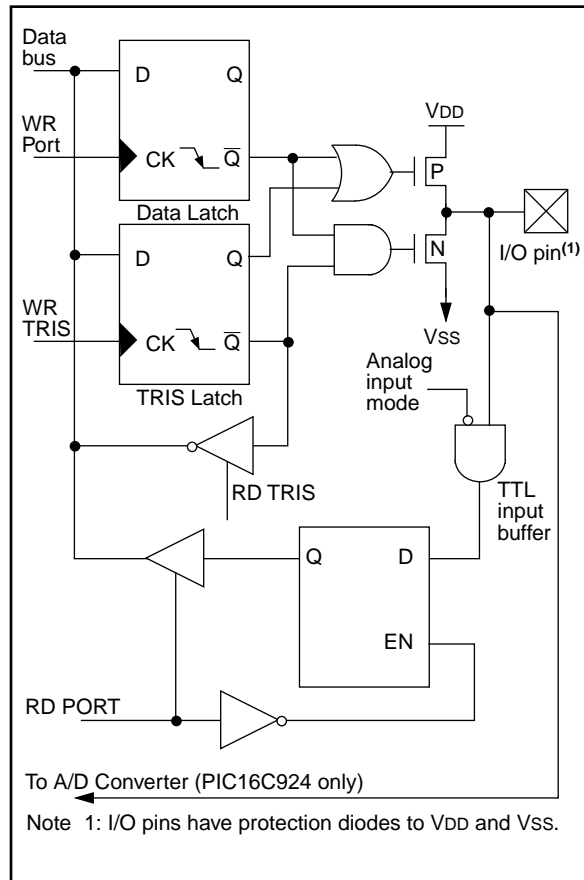 Data
bus
D Q
VDD
WR
Port
CK Q
P
Data Latch
D Q
N
I/O pin(1)
WR
TRIS
CK Q
VSS
Analog
input
mode
TRIS Latch
RD TRIS
TTL
input
buffer
Q D
EN
RD PORT
To A/D Converter (PIC16C924 only)
Note 1: I/O pins have protection diodes to VDD and VSS.